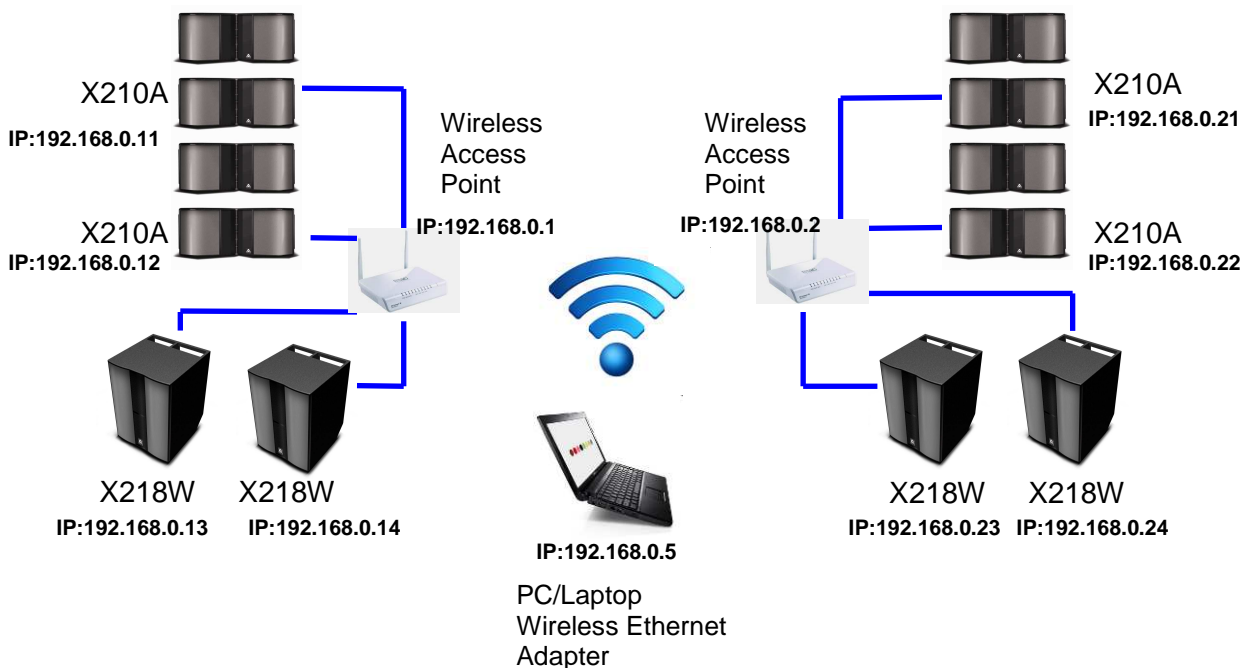 X210A
IP:192.168.0.11
X210A
IP:192.168.0.12
Wireless
Access
Point
IP:192.168.0.1
Wireless
Access
Point
IP:192.168.0.2
X210A
IP:192.168.0.21
X210A
IP:192.168.0.22
X218W
IP:192.168.0.13
X218W
IP:192.168.0.14
IP:192.168.0.5
PC/Laptop
Wireless Ethernet
Adapter
X218W
IP:192.168.0.23
X218W
IP:192.168.0.24